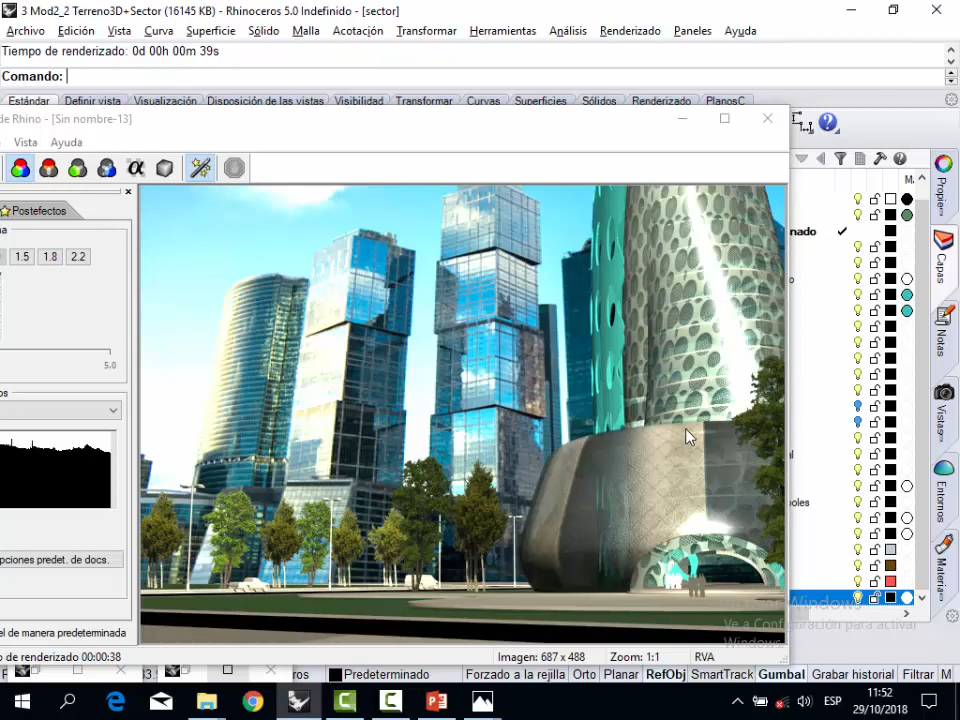 3 Mod2_2 Terreno3D+Sector (16145 KB) - Rhinoceros 5.0 Indefinido - [sector]
Archivo Edición Vista Curva Superficie Sólido Malla Acotación Transformar Herramientas Análisis Renderizado Paneles Ayuda
Tiempo de renderizado: 0d 00h 00m 39s
Comando:
Estándar Definir vista Visualización Disposición de las vistas Visibilidad Transformar Curvas Superficies Sólidos Renderizado PlanosC
de Rhino - [Sin nombre-13]
Vista Ayuda
α
Postefectos
1.5 1.8 2.2
5.0
pciones predet. de docs.
el de manera predeterminada
o de renderizado 00:00:38
Imagen: 687 x 488 Zoom: 1:1 RVA
nado
Propie
Capas
Notas
Vistas
Entornos
Materia
Ve a Configuración para activar
Windows.
Predeterminado Forzado a la rejilla Orto Planar RefObj SmartTrack Gumbal Grabar historial Filtrar M
ESP
11:52
29/10/2018